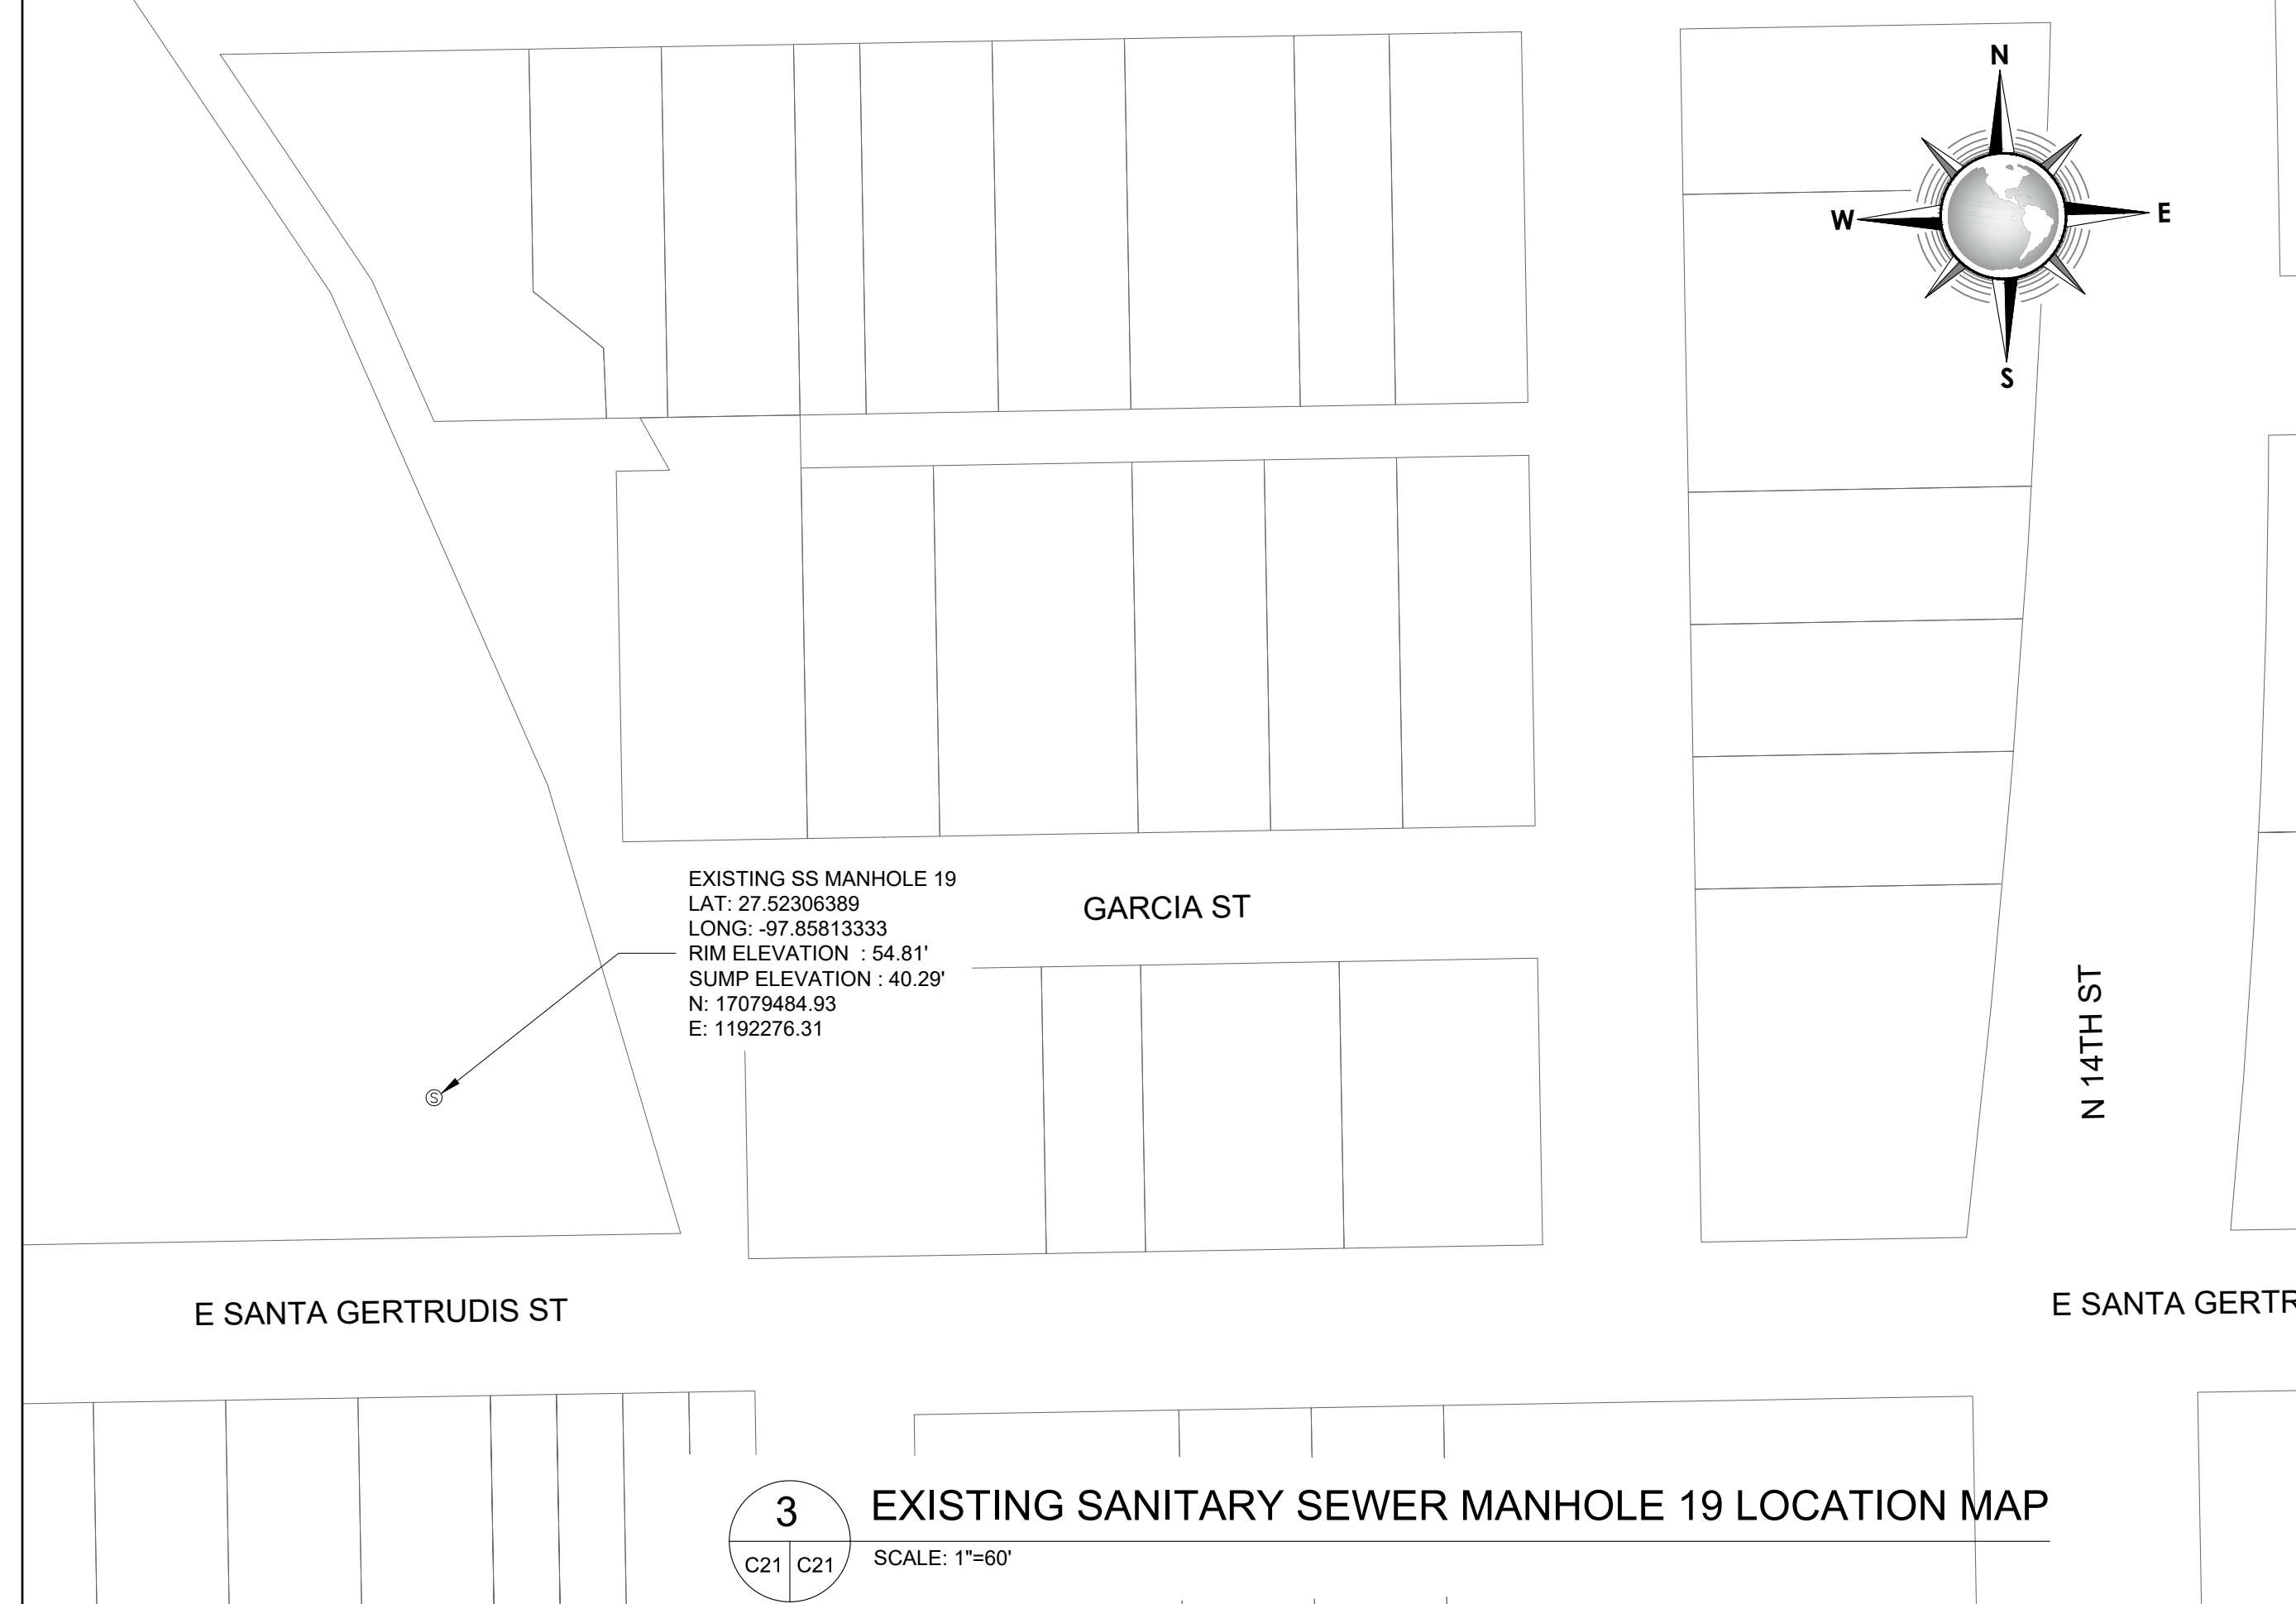 N
W
E
S
EXISTING SS MANHOLE 19
LAT: 27.52306389
LONG: -97.85813333
RIM ELEVATION : 54.81'
SUMP ELEVATION : 40.29'
N: 17079484.93
E: 1192276.31
GARCIA ST
N 14TH ST
S
E SANTA GERTRUDIS ST
E SANTA GERTR
3
C21
C21
EXISTING SANITARY SEWER MANHOLE 19 LOCATION MAP
SCALE: 1"=60'